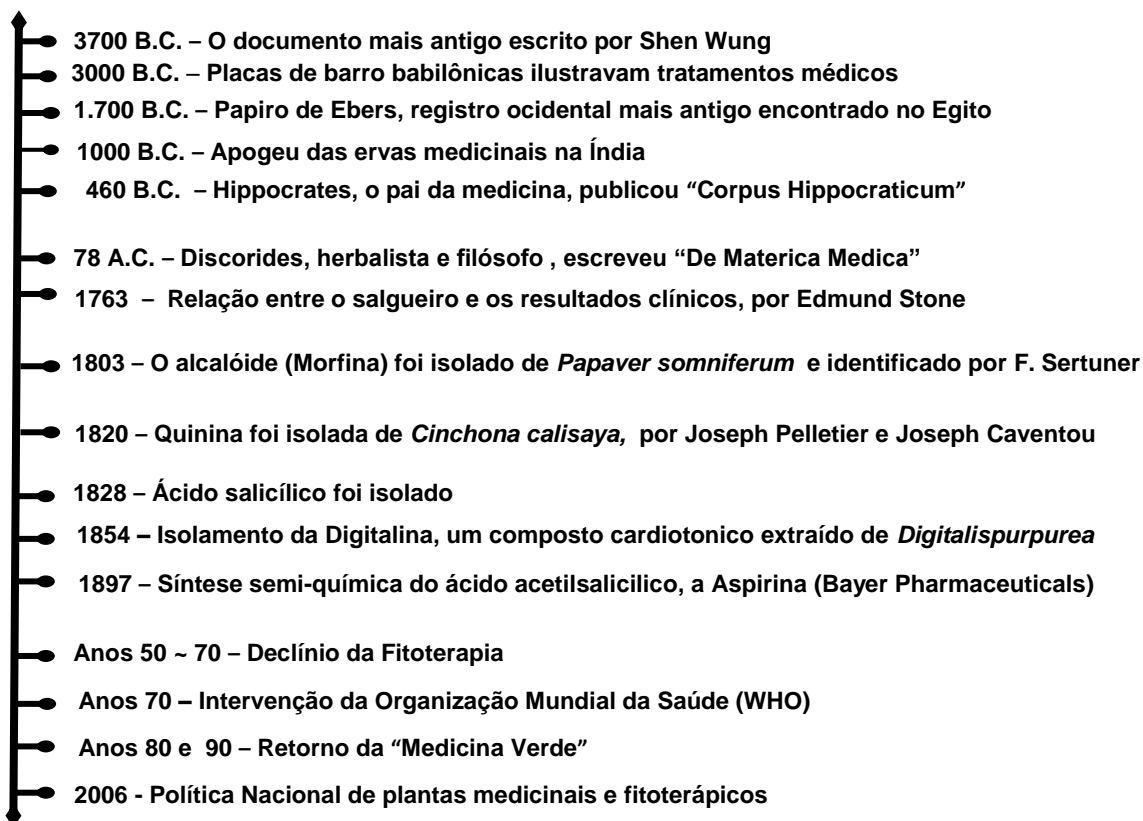 3700 B.C. – O documento mais antigo escrito por Shen Wung
3000 B.C. – Placas de barro babilônicas ilustravam tratamentos médicos
1.700 B.C. – Papiro de Ebers, registro ocidental mais antigo encontrado no Egito
1000 B.C. – Apogeu das ervas medicinais na Índia
460 B.C. – Hippocrates, o pai da medicina, publicou “Corpus Hippocraticum”
78 A.C. – Discorides, herbalista e filósofo , escreveu “De Materica Medica”
1763 – Relação entre o salgueiro e os resultados clínicos, por Edmund Stone
1803 – O alcalóide (Morfina) foi isolado de Papaver somniferum e identificado por F. Sertuner
1820 – Quinina foi isolada de Cinchona calisaya, por Joseph Pelletier e Joseph Caventou
1828 – Ácido salicílico foi isolado
1854 – Isolamento da Digitalina, um composto cardiotonico extraído de Digitalispurpurea
1897 – Síntese semi-química do ácido acetilsalicilico, a Aspirina (Bayer Pharmaceuticals)
Anos 50 ~ 70 – Declínio da Fitoterapia
Anos 70 – Intervenção da Organização Mundial da Saúde (WHO)
Anos 80 e 90 – Retorno da “Medicina Verde”
2006 - Política Nacional de plantas medicinais e fitoterápicos